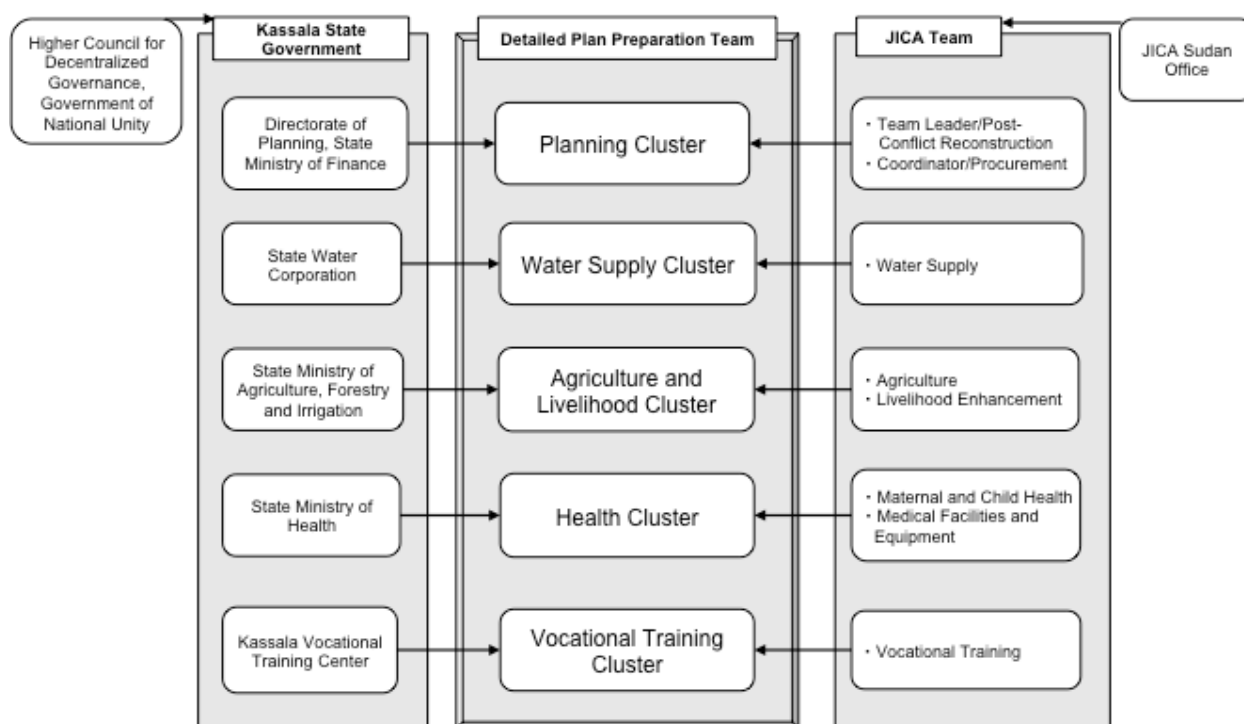 Higher Council for
Decentralized
Governance,
Government of
National Unity
Kassala State
Government
Detailed Plan Preparation Team
JICA Team
JICA Sudan
Office
Directorate of
Planning, State
Ministry of Finance
Planning Cluster
・Team Leader/Post-
Conflict Reconstruction
・Coordinator/Procurement
State Water
Corporation
Water Supply Cluster
・Water Supply
State Ministry of
Agriculture, Forestry
and Irrigation
Agriculture and
Livelihood Cluster
・Agriculture
・Livelihood Enhancement
State Ministry of
Health
Health Cluster
・Maternal and Child Health
・Medical Facilities and
Equipment
Kassala Vocational
Training Center
Vocational Training
Cluster
・Vocational Training